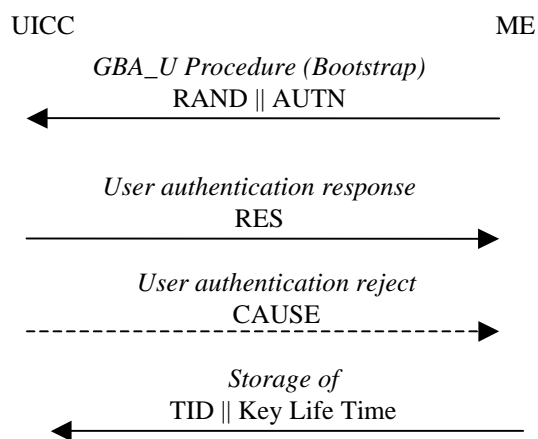 UICC ME
GBA_U Procedure (Bootstrap)
RAND || AUTN
User authentication response
RES
User authentication reject
CAUSE
Storage of
TID || Key Life Time